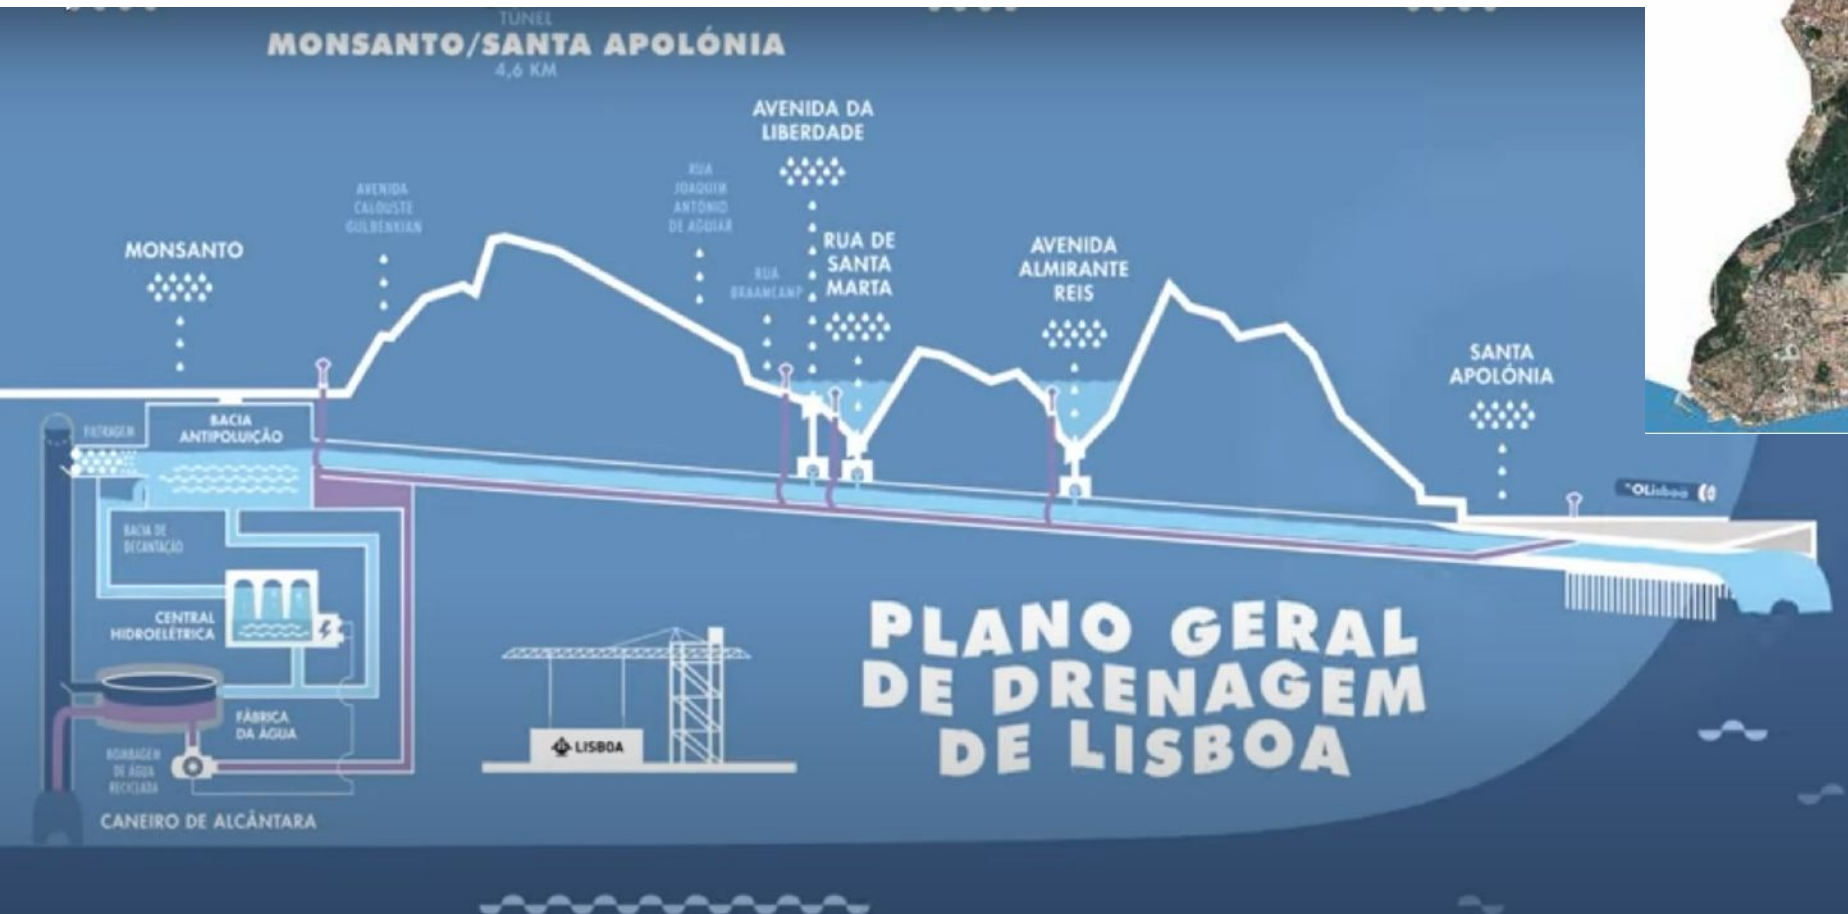 TÚNEL
MONSANTO/SANTA APOLÓNIA
4,6 KM
AVENIDA DA
LIBERDADE
RUA
JOAQUIM
ANTÓNIO
DE AGUIAR
AVENIDA
CALOUSTE
GULBENKIAN
MONSANTO
RUA DE
SANTA
MARTA
AVENIDA
ALMIRANTE
REIS
RUA
BRAAMCAMP
SANTA
APOLÓNIA
FILTRAGEM
BACIA
ANTIPOLUIÇÃO
BACIA DE
DECANTAÇÃO
CENTRAL
HIDROELÉTRICA
FÁBRICA
DA ÁGUA
BOMBAGEM
DE ÁGUA
RECICLADA
CANEIRO DE ALCÂNTARA
LISBOA
PLANO GERAL
DE DRENAGEM
DE LISBOA